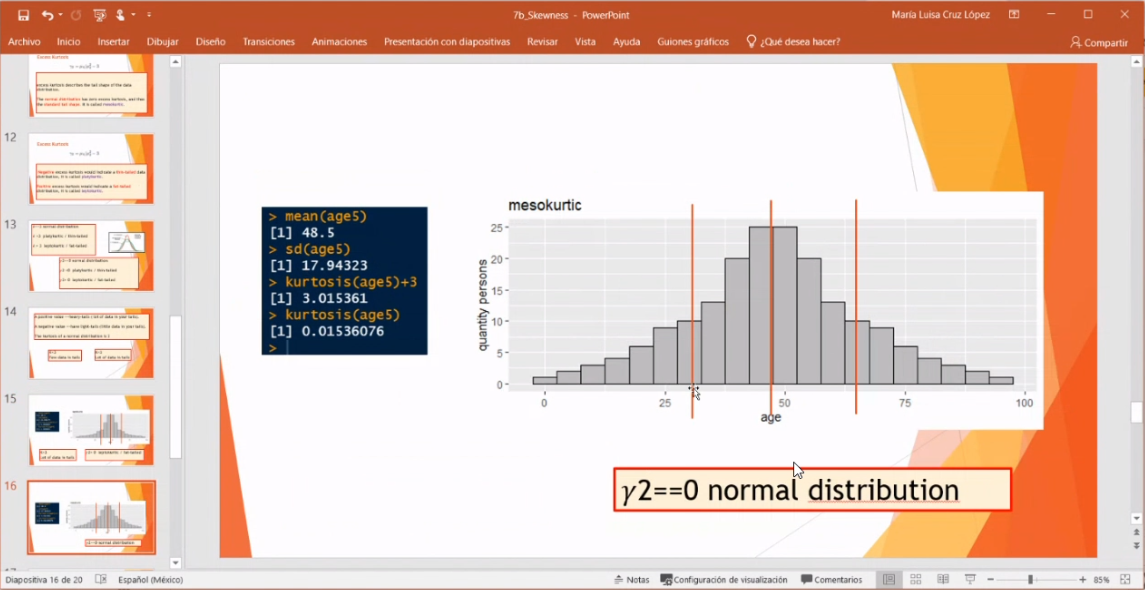 7b_Skewness - PowerPoint
María Luisa Cruz López
Archivo Inicio Insertar Dibujar Diseño Transiciones Animaciones Presentación con diapositivas Revisar Vista Ayuda Guiones gráficos ¿Qué desea hacer?
Compartir
12
13
14
15
16
> mean(age5)
[1] 48.5
> sd(age5)
[1] 17.94323
> kurtosis(age5)+3
[1] 3.015361
> kurtosis(age5)
[1] 0.01536076
>
mesokurtic
quantity persons
25
20
15
10
5
0
0 25 50 75 100
age
γ2==0 normal distribution
Diapositiva 16 de 20
Español (México)
Notas
Configuración de visualización
Comentarios
85%